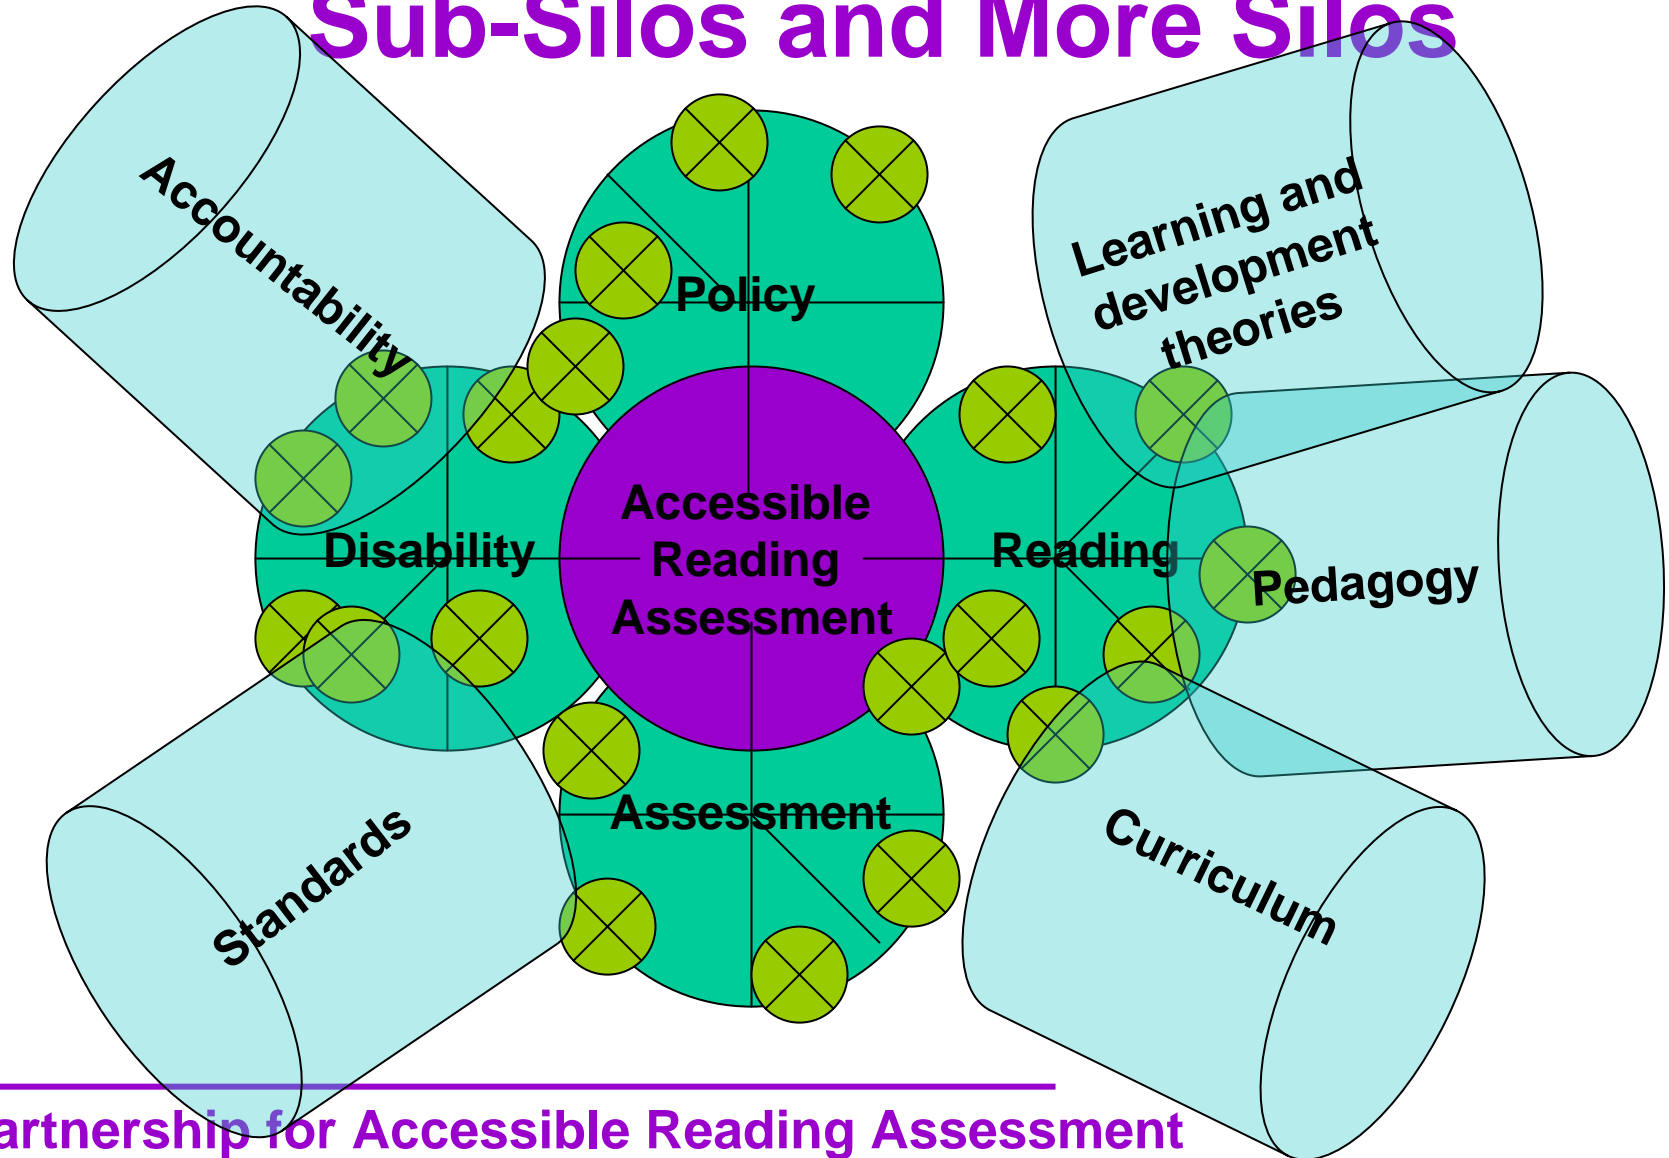 Sub-Silos and More Silos
Accountability
Policy
Learning and
development
theories
Disability
Accessible
Reading
Assessment
Reading
Pedagogy
Assessment
Standards
Curriculum
artnership for Accessible Reading Assessment